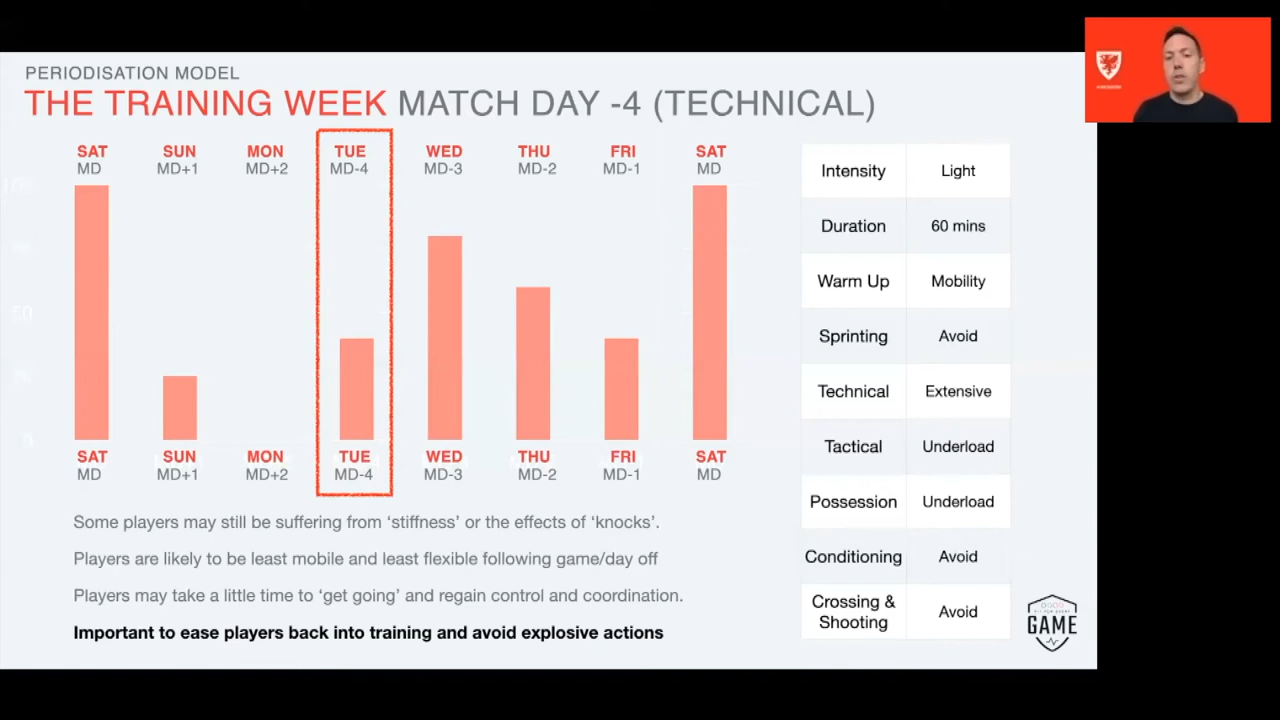 PERIODISATION MODEL
THE TRAINING WEEK MATCH DAY -4 (TECHNICAL)
SAT SUN MON TUE WED THU FRI SAT
MD MD+1 MD+2 MD-4 MD-3 MD-2 MD-1 MD
50
0
SAT SUN MON TUE WED THU FRI SAT
MD MD+1 MD+2 MD-4 MD-3 MD-2 MD-1 MD
Some players may still be suffering from ‘stiffness’ or the effects of ‘knocks’.
Players are likely to be least mobile and least flexible following game/day off
Players may take a little time to ‘get going’ and regain control and coordination.
Important to ease players back into training and avoid explosive actions
Intensity Light
Duration 60 mins
Warm Up Mobility
Sprinting Avoid
Technical Extensive
Tactical Underload
Possession Underload
Conditioning Avoid
Crossing &
Shooting Avoid
GAME